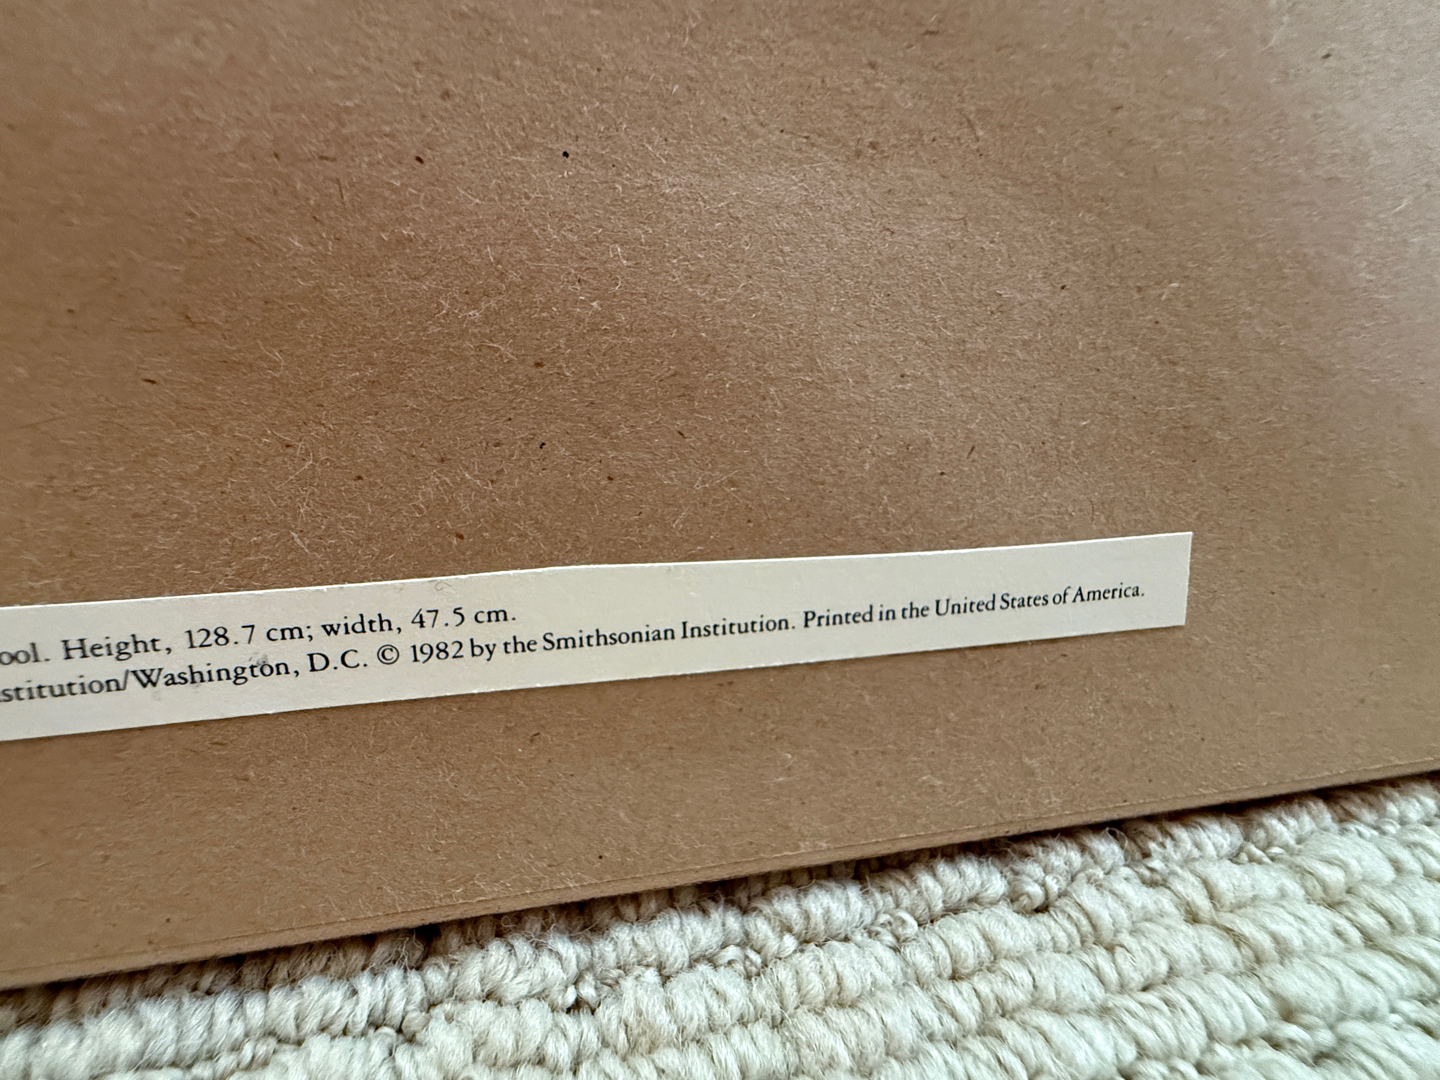 ool. Height, 128.7 cm; width, 47.5 cm.
stitution/Washington, D.C. © 1982 by the Smithsonian Institution. Printed in the United States of America.